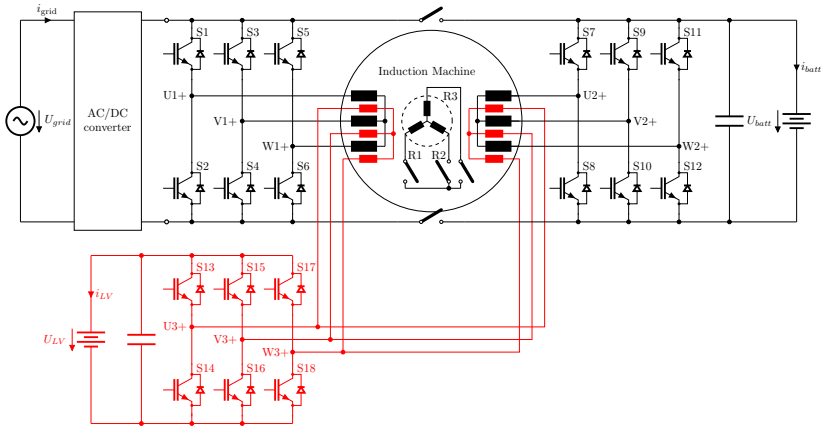 i_grid
S1
S3
S5
S7
S9
S11
Induction Machine
i_batt
U1+
R3
U2+
U_grid
AC/DC
converter
V1+
V2+
U_batt
W1+
R1
R2
W2+
S2
S4
S6
S8
S10
S12
S13
S15
S17
i_LV
U3+
U_LV
V3+
W3+
S14
S16
S18